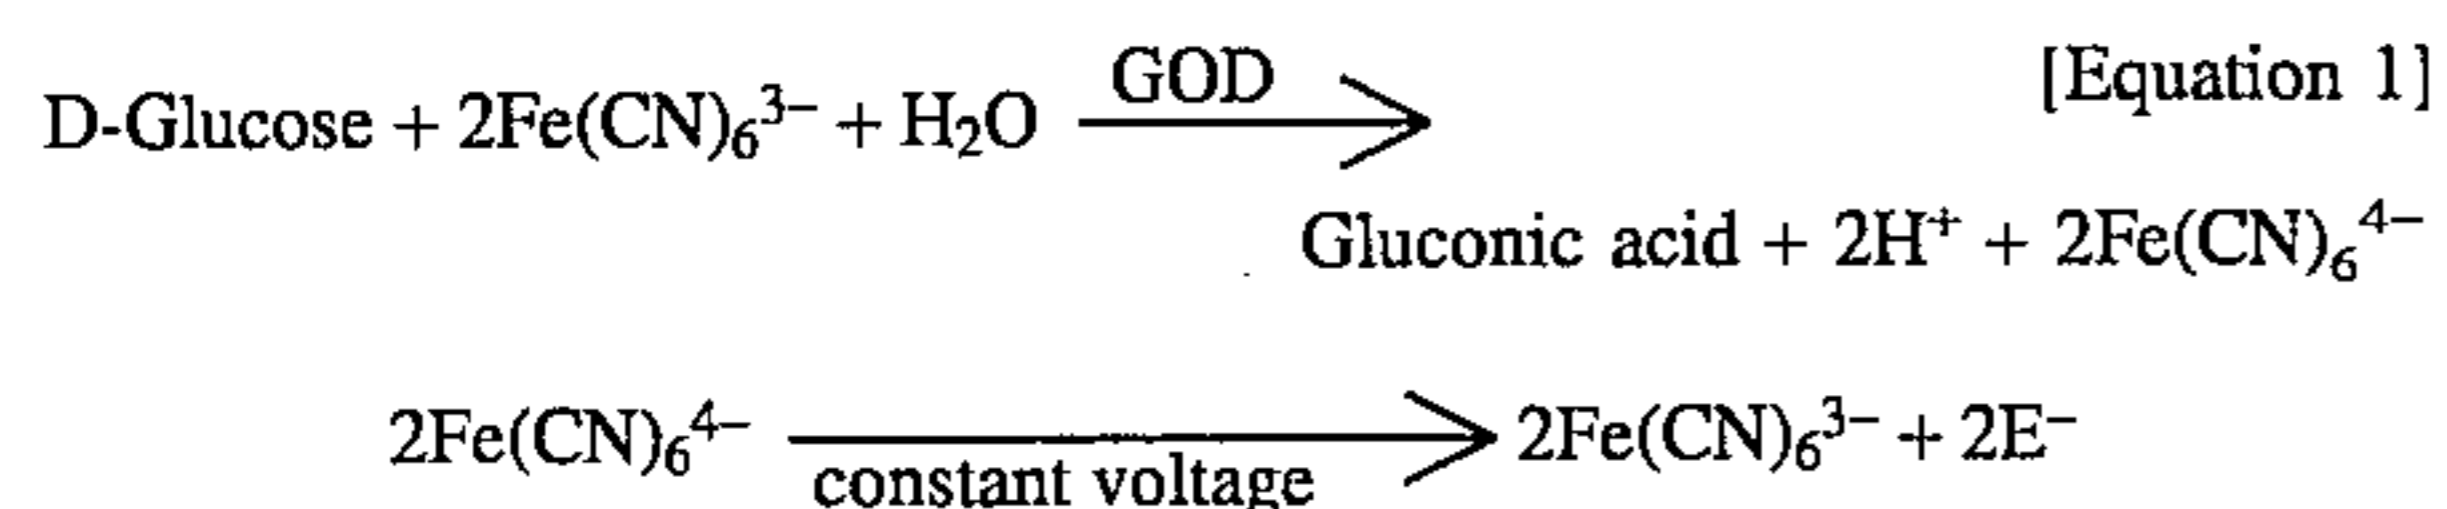 GOD [Equation 1]
D-Glucose + 2Fe(CN)₆³⁻ + H₂O ⟶
Gluconic acid + 2H⁺ + 2Fe(CN)₆⁴⁻
2Fe(CN)₆⁴⁻ ⟶ 2Fe(CN)₆³⁻ + 2E⁻
constant voltage